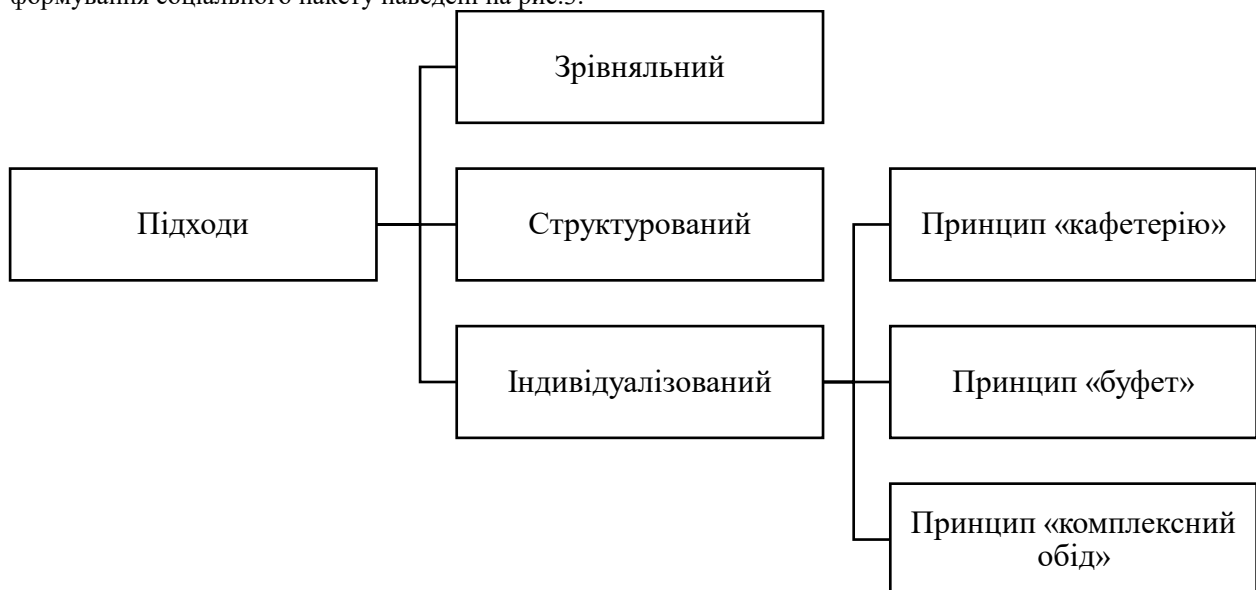 формування соціального пакету наведені на рис.3.
Зрівняльний
Підходи
Структурований
Принцип «кафетерію»
Індивідуалізований
Принцип «буфет»
Принцип «комплексний
обід»